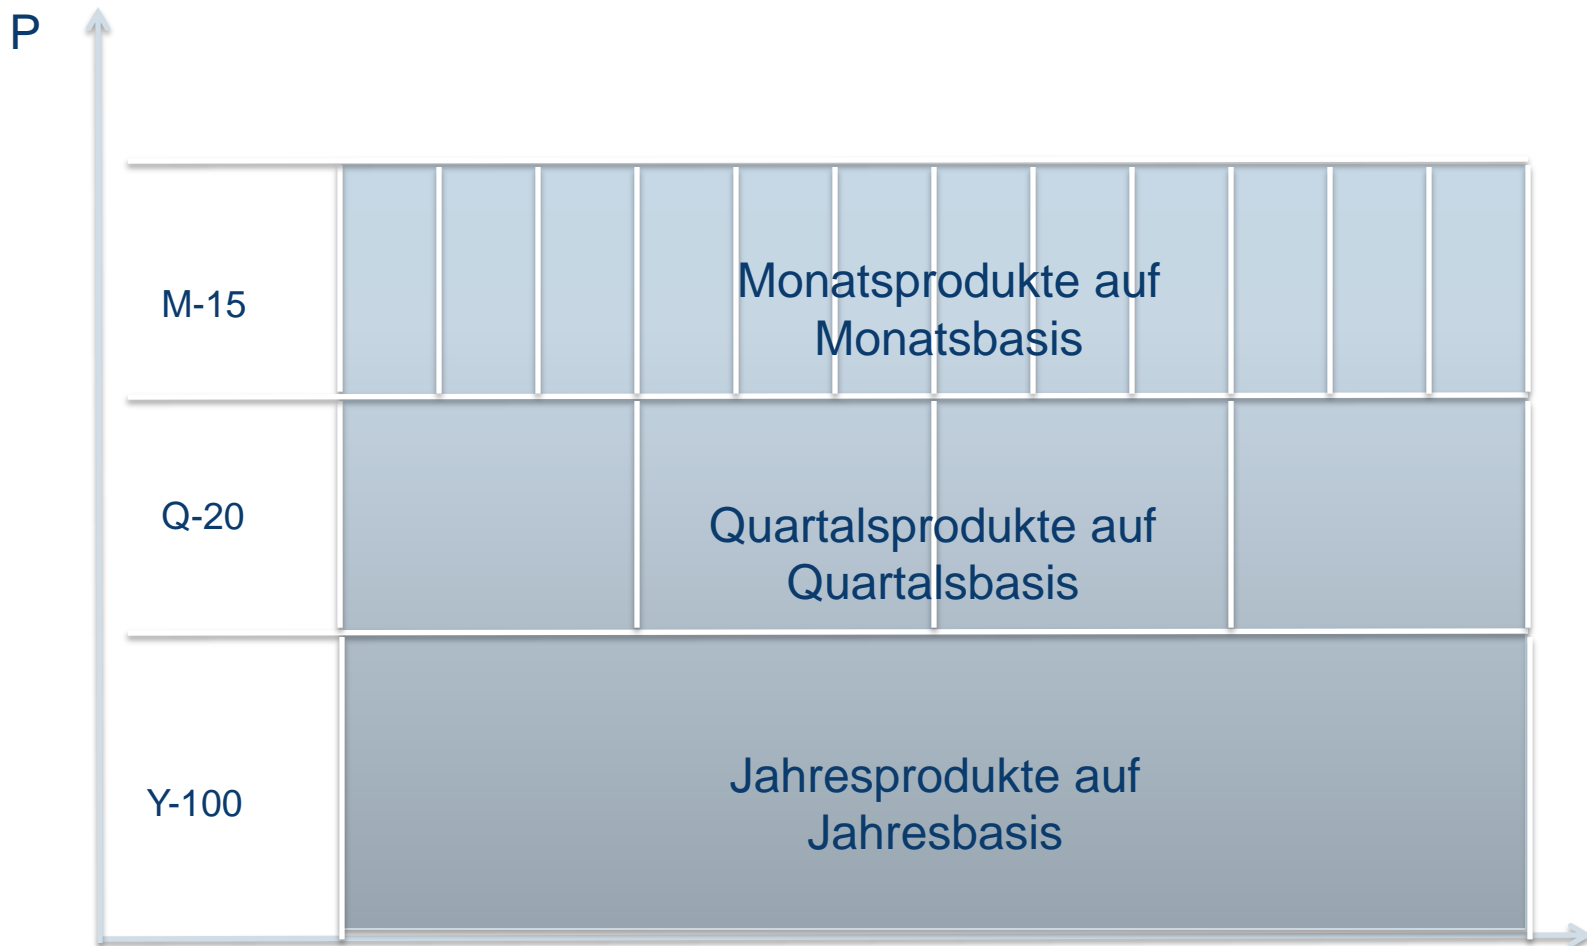 P
M-15
Monatsprodukte auf
Monatsbasis
Q-20
Quartalsprodukte auf
Quartalsbasis
Y-100
Jahresprodukte auf
Jahresbasis